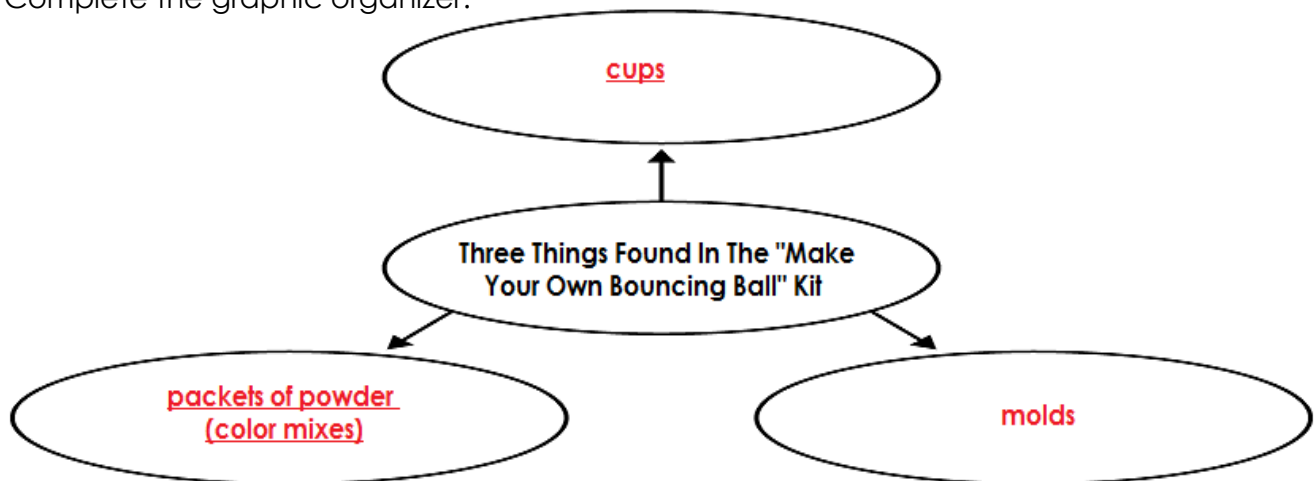 Complete the graphic organizer.
cups
Three Things Found In The "Make
Your Own Bouncing Ball" Kit
packets of powder
(color mixes)
molds